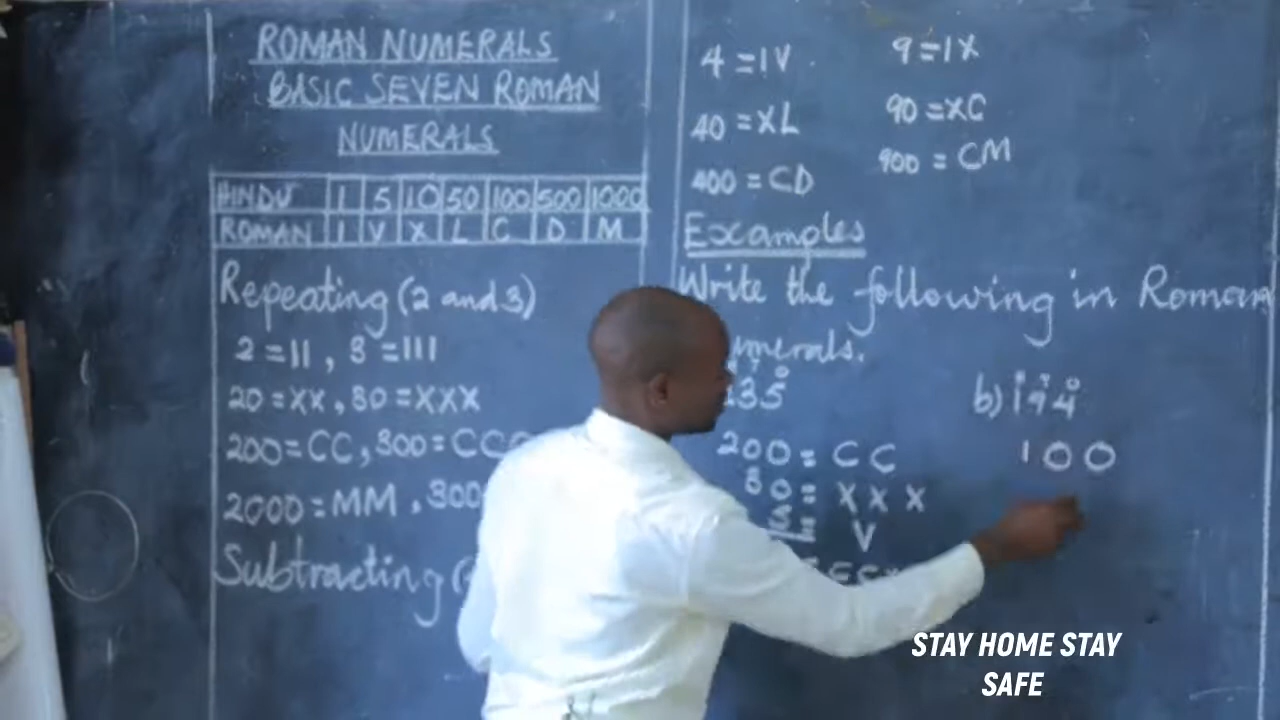 ROMAN NUMERALS
BASIC SEVEN ROMAN
NUMERALS
HINDU 1 5 10 50 100 500 1000
ROMAN I V X L C D M
Repeating (2 and 3)
2 = II , 3 = III
20 = XX , 30 = XXX
200 = CC , 300 = CCC
2000 = MM , 300
Subtracting (
4 = IV
9 = IX
40 = XL
90 = XC
400 = CD
900 = CM
Examples
Write the following in Roman
merals.
235
200 = CC
30 = XXX
5 = V
b) 194
100
STAY HOME STAY
SAFE